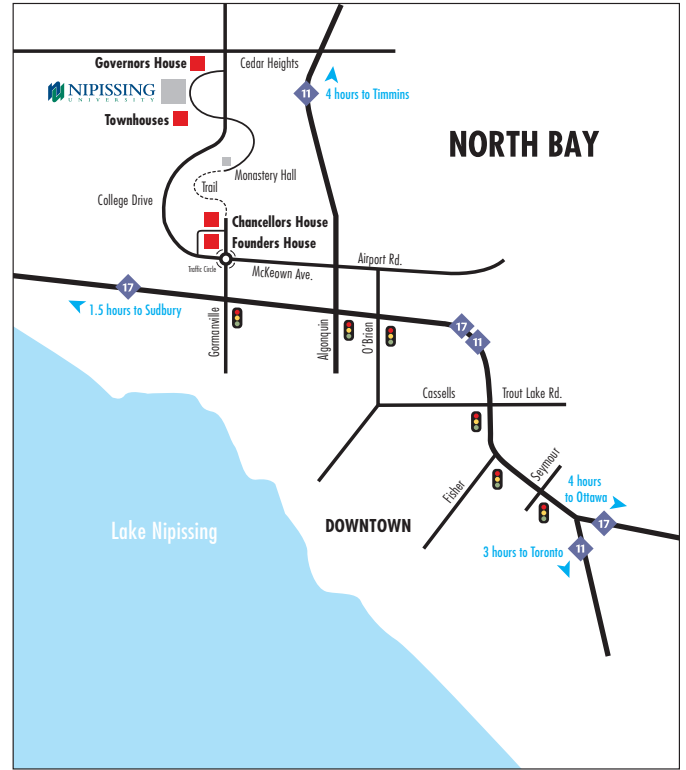 Governors House
Cedar Heights
NIPISSING
UNIVERSITY
11
4 hours to Timmins
Townhouses
NORTH BAY
Monastery Hall
Trail
College Drive
Chancellors House
Founders House
Traffic Circle
McKeown Ave.
Airport Rd.
17
1.5 hours to Sudbury
Gormanville
Algonquin
O'Brien
17
11
Cassells
Trout Lake Rd.
Seymour
Fisher
4 hours
to Ottawa
17
DOWNTOWN
Lake Nipissing
3 hours to Toronto
11